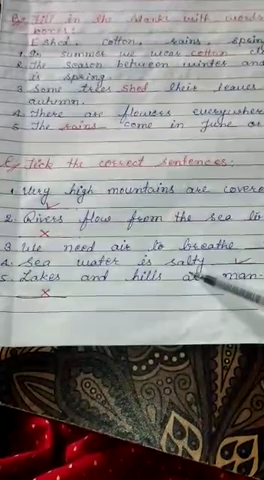 Fill in the blanks with words
boxes:
[shed, cotton, rains, spring
1. In summer we wear cotton
2. The season between winter and
is spring.
3. Some trees shed their leaves
autumn.
4. There are flowers everywhere
5. The rains come in June or
Tick the correct sentences:
1. Very high mountains are covere
✓
2. Rivers flow from the sea to
×
3. We need air to breathe
4. Sea water is salty ✓
5. Lakes and hills are man-
×